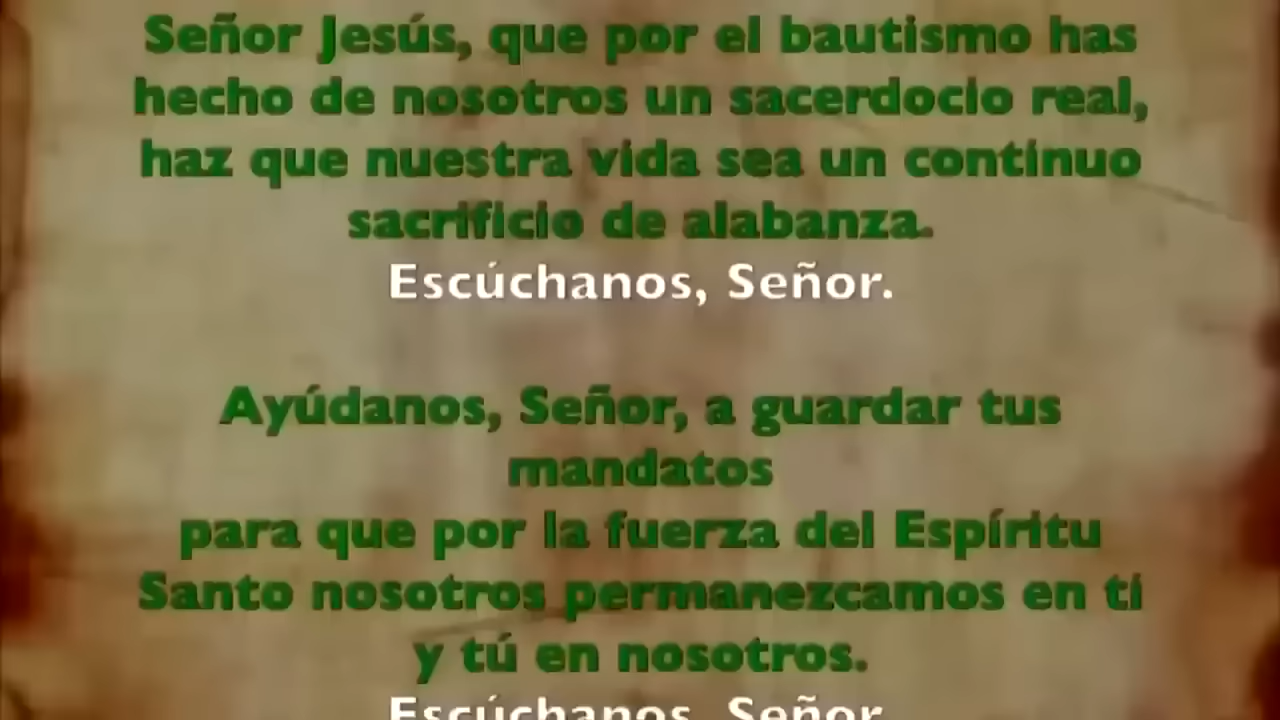 Señor Jesús, que por el bautismo has
hecho de nosotros un sacerdocio real,
haz que nuestra vida sea un continuo
sacrificio de alabanza.
Escúchanos, Señor.
Ayúdanos, Señor, a guardar tus
mandatos
para que por la fuerza del Espíritu
Santo nosotros permanezcamos en ti
y tú en nosotros.
Escúchanos, Señor.